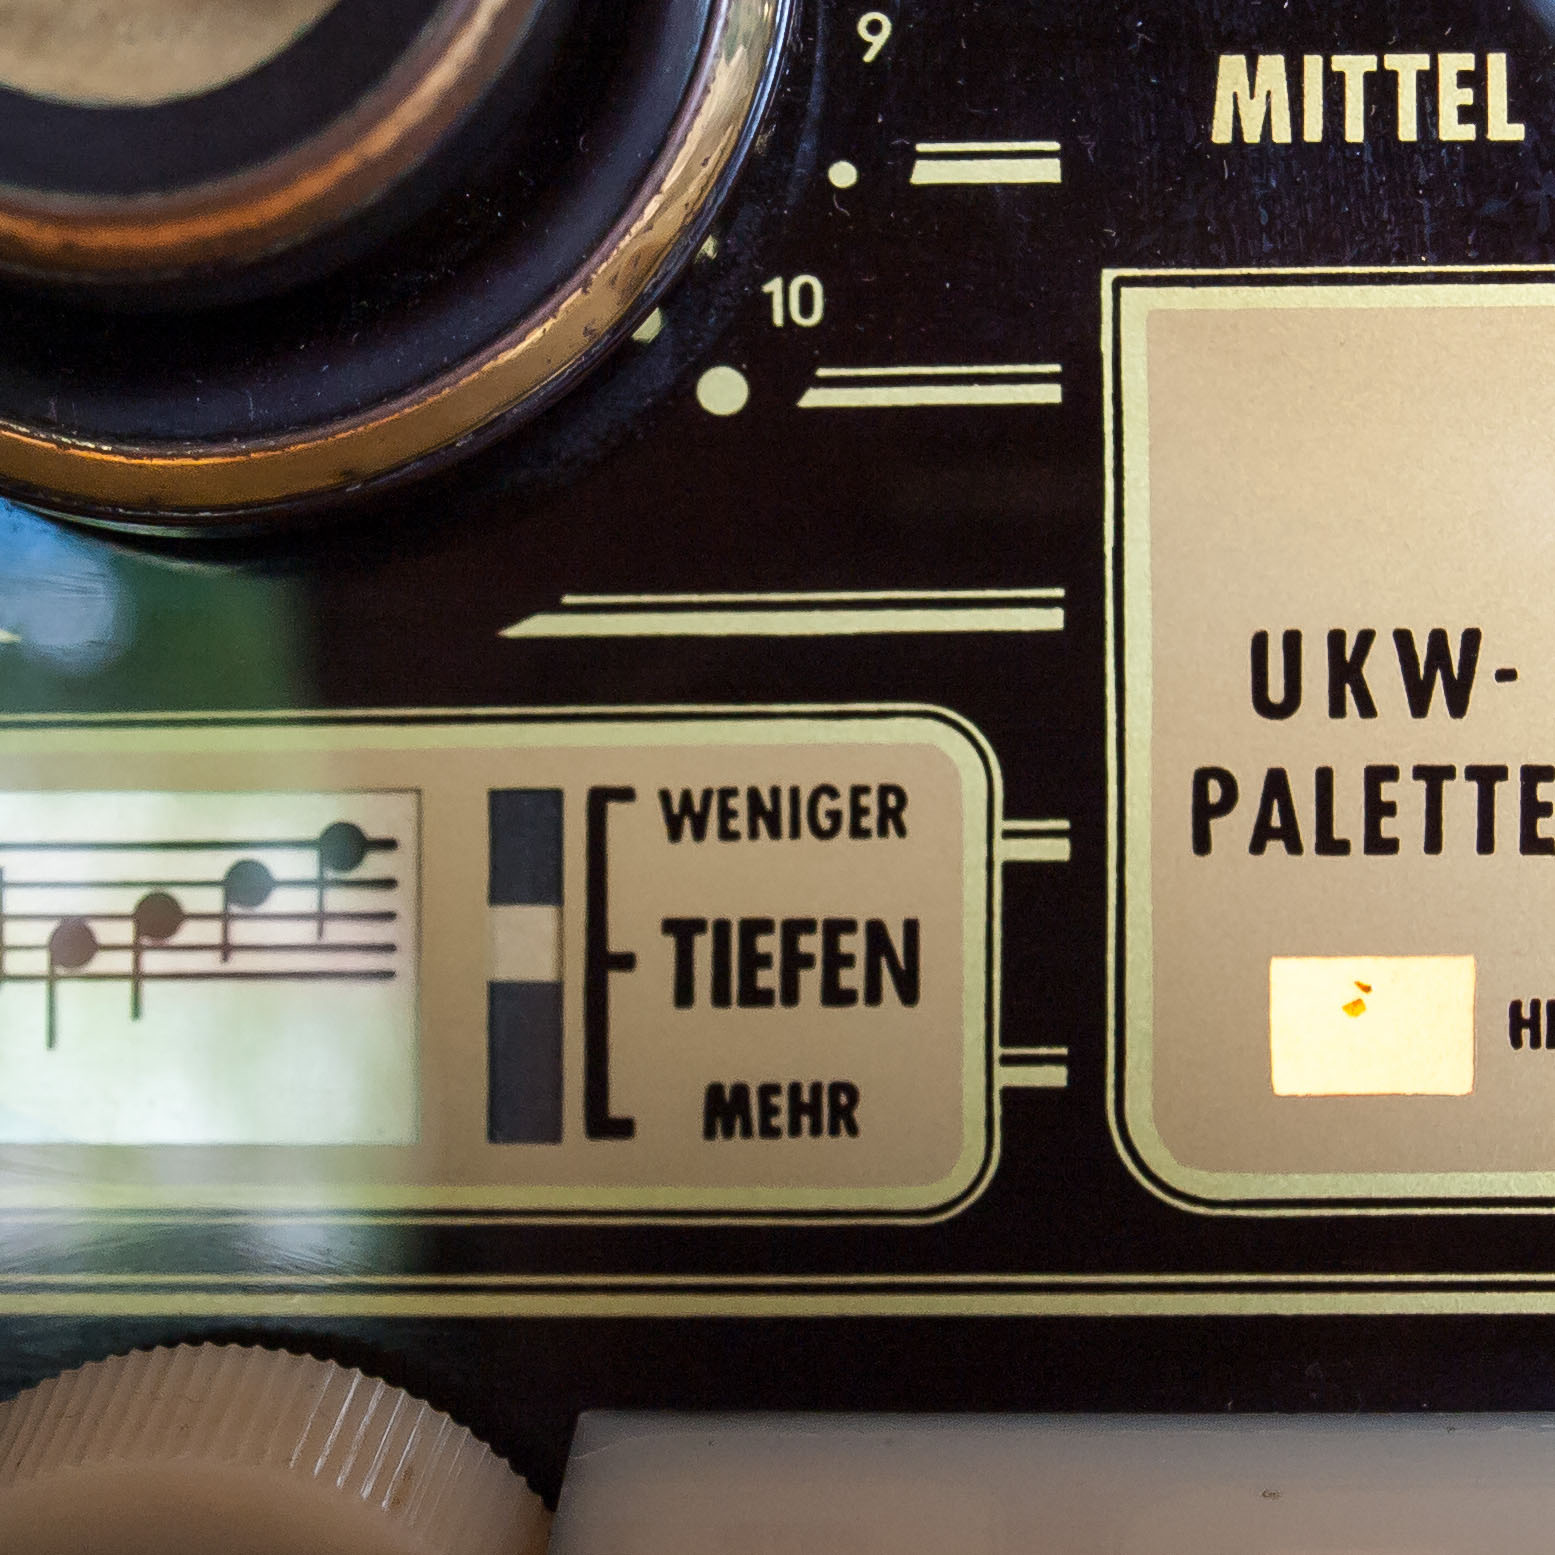 9
MITTEL
10
UKW-
PALETTE
WENIGER
TIEFEN
MEHR